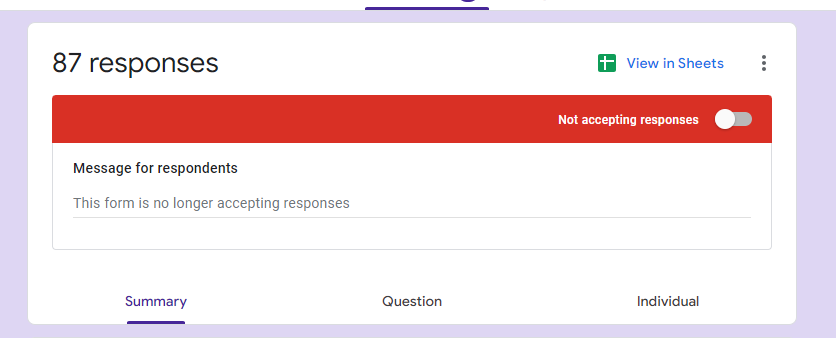 87 responses
View in Sheets
Not accepting responses
Message for respondents
This form is no longer accepting responses
Summary
Question
Individual